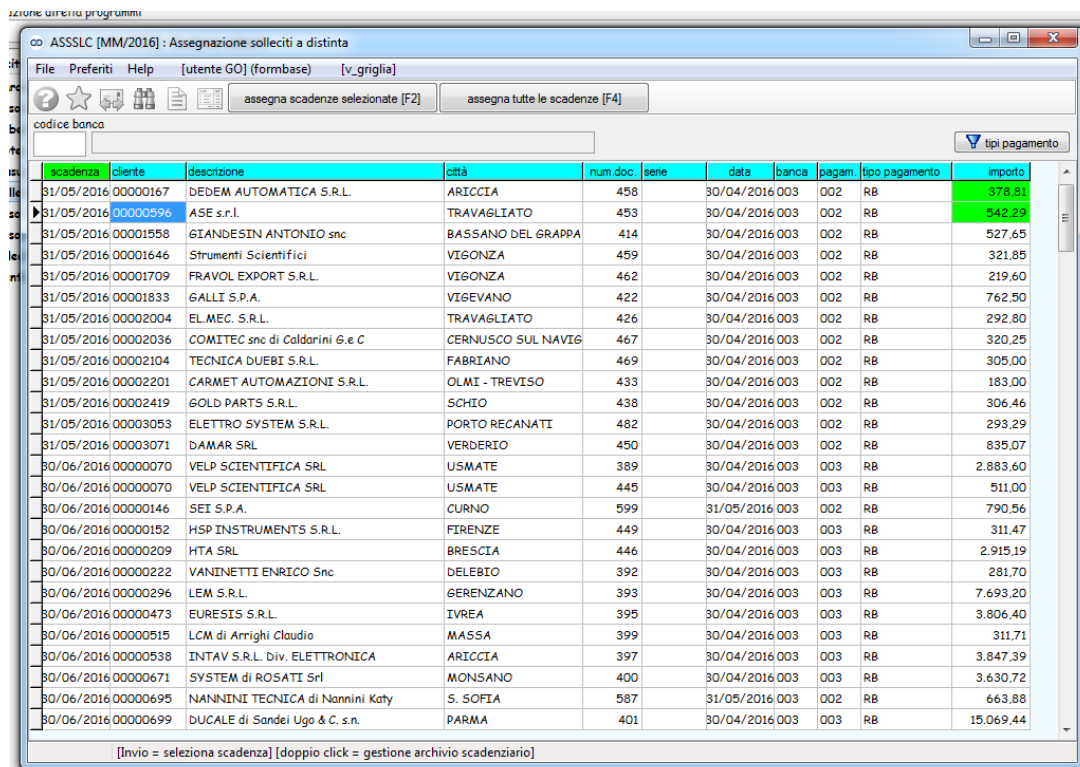 ASSSLC [MM/2016] : Assegnazione solleciti a distinta
File Preferiti Help [utente GO] (formbase) [v_griglia]
assegna scadenze selezionate [F2] assegna tutte le scadenze [F4]
codice banca
tipi pagamento
scadenza cliente descrizione città num.doc. serie data banca pagam. tipo pagamento importo
31/05/2016 00000167 DEDEM AUTOMATICA S.R.L. ARICCIA 458 30/04/2016 003 002 RB 378,81
31/05/2016 00000596 ASE s.r.l. TRAVAGLIATO 453 30/04/2016 003 002 RB 542,29
31/05/2016 00001558 GIANDESIN ANTONIO snc BASSANO DEL GRAPPA 414 30/04/2016 003 002 RB 527,65
31/05/2016 00001646 Strumenti Scientifici VIGONZA 459 30/04/2016 003 002 RB 321,85
31/05/2016 00001709 FRAVOL EXPORT S.R.L. VIGONZA 462 30/04/2016 003 002 RB 219,60
31/05/2016 00001833 GALLI S.P.A. VIGEVANO 422 30/04/2016 003 002 RB 762,50
31/05/2016 00002004 EL.MEC. S.R.L. TRAVAGLIATO 426 30/04/2016 003 002 RB 292,80
31/05/2016 00002036 COMITEC snc di Caldarini G.e C CERNUSCO SUL NAVIG 467 30/04/2016 003 002 RB 320,25
31/05/2016 00002104 TECNICA DUEBI S.R.L. FABRIANO 469 30/04/2016 003 002 RB 305,00
31/05/2016 00002201 CARMET AUTOMAZIONI S.R.L. OLMI - TREVISO 433 30/04/2016 003 002 RB 183,00
31/05/2016 00002419 GOLD PARTS S.R.L. SCHIO 438 30/04/2016 003 002 RB 306,46
31/05/2016 00003053 ELETTRO SYSTEM S.R.L. PORTO RECANATI 482 30/04/2016 003 002 RB 293,29
31/05/2016 00003071 DAMAR SRL VERDERIO 450 30/04/2016 003 002 RB 835,07
30/06/2016 00000070 VELP SCIENTIFICA SRL USMATE 389 30/04/2016 003 003 RB 2.883,60
30/06/2016 00000070 VELP SCIENTIFICA SRL USMATE 445 30/04/2016 003 003 RB 511,00
30/06/2016 00000146 SEI S.P.A. CURNO 599 31/05/2016 003 002 RB 790,56
30/06/2016 00000152 HSP INSTRUMENTS S.R.L. FIRENZE 449 30/04/2016 003 003 RB 311,47
30/06/2016 00000209 HTA SRL BRESCIA 446 30/04/2016 003 003 RB 2.915,19
30/06/2016 00000222 VANINETTI ENRICO Snc DELEBIO 392 30/04/2016 003 003 RB 281,70
30/06/2016 00000296 LEM S.R.L. GERENZANO 393 30/04/2016 003 003 RB 7.693,20
30/06/2016 00000473 EURESIS S.R.L. IVREA 395 30/04/2016 003 003 RB 3.806,40
30/06/2016 00000515 LCM di Arrighi Claudio MASSA 399 30/04/2016 003 003 RB 311,71
30/06/2016 00000538 INTAV S.R.L. Div. ELETTRONICA ARICCIA 397 30/04/2016 003 003 RB 3.847,39
30/06/2016 00000671 SYSTEM di ROSATI Srl MONSANO 400 30/04/2016 003 003 RB 3.630,72
30/06/2016 00000695 NANNINI TECNICA di Nannini Katy S. SOFIA 587 31/05/2016 003 002 RB 663,88
30/06/2016 00000699 DUCALE di Sandei Ugo & C. s.n. PARMA 401 30/04/2016 003 003 RB 15.069,44
[Invio = seleziona scadenza] [doppio click = gestione archivio scadenziario]